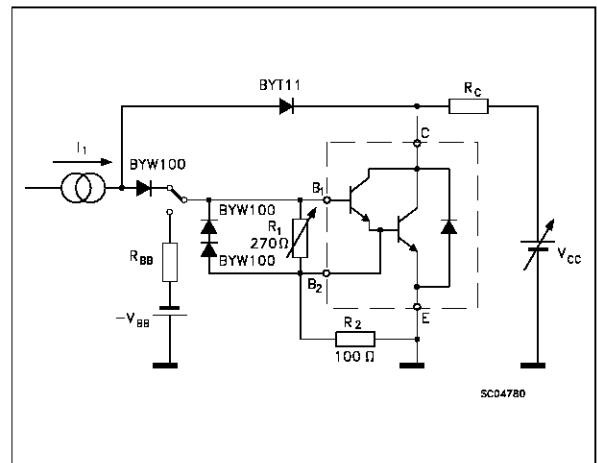 BYT11
R_C
I_1
BYW100
C
B_1
BYW100
R_1
270Ω
R_BB
BYW100
B_2
V_CC
-V_BB
E
R_2
100 Ω
SC04780